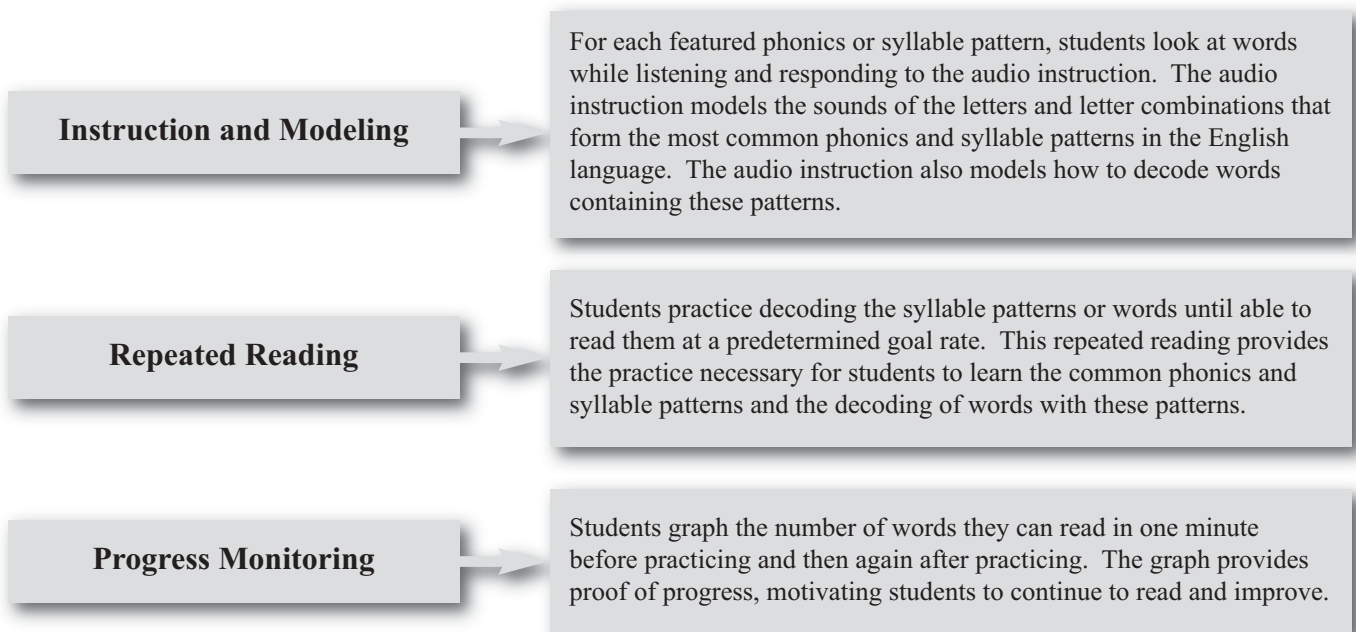 Instruction and Modeling
For each featured phonics or syllable pattern, students look at words
while listening and responding to the audio instruction.  The audio
instruction models the sounds of the letters and letter combinations that
form the most common phonics and syllable patterns in the English
language.  The audio instruction also models how to decode words
containing these patterns.
Repeated Reading
Students practice decoding the syllable patterns or words until able to
read them at a predetermined goal rate.  This repeated reading provides
the practice necessary for students to learn the common phonics and
syllable patterns and the decoding of words with these patterns.
Progress Monitoring
Students graph the number of words they can read in one minute
before practicing and then again after practicing.  The graph provides
proof of progress, motivating students to continue to read and improve.